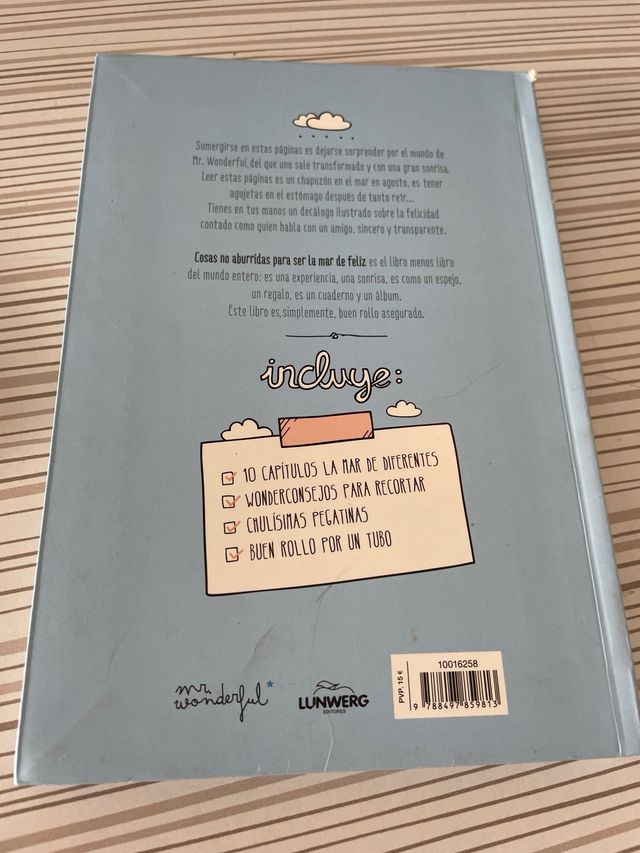 Sumergirse en estas páginas es dejarse sorprender por el mundo de
Mr. Wonderful, del que uno sale transformado y con una gran sonrisa.
Leer estas páginas es un chapuzón en el mar en agosto, es tener
agujetas en el estómago después de tanto reír...
Tienes en tus manos un decálogo ilustrado sobre la felicidad
contado como quien habla con un amigo, sincero y transparente.
Cosas no aburridas para ser la mar de feliz es el libro menos libro
del mundo entero: es una experiencia, una sonrisa, es como un espejo,
un regalo, es un cuaderno y un álbum.
Este libro es, simplemente, buen rollo asegurado.
incluye:
10 CAPÍTULOS LA MAR DE DIFERENTES
WONDERCONSEJOS PARA RECORTAR
CHULÍSIMAS PEGATINAS
BUEN ROLLO POR UN TUBO
mr.
wonderful*
LUNWERG
EDITORES
PVP. 15 €
10016258
9 788497 859813